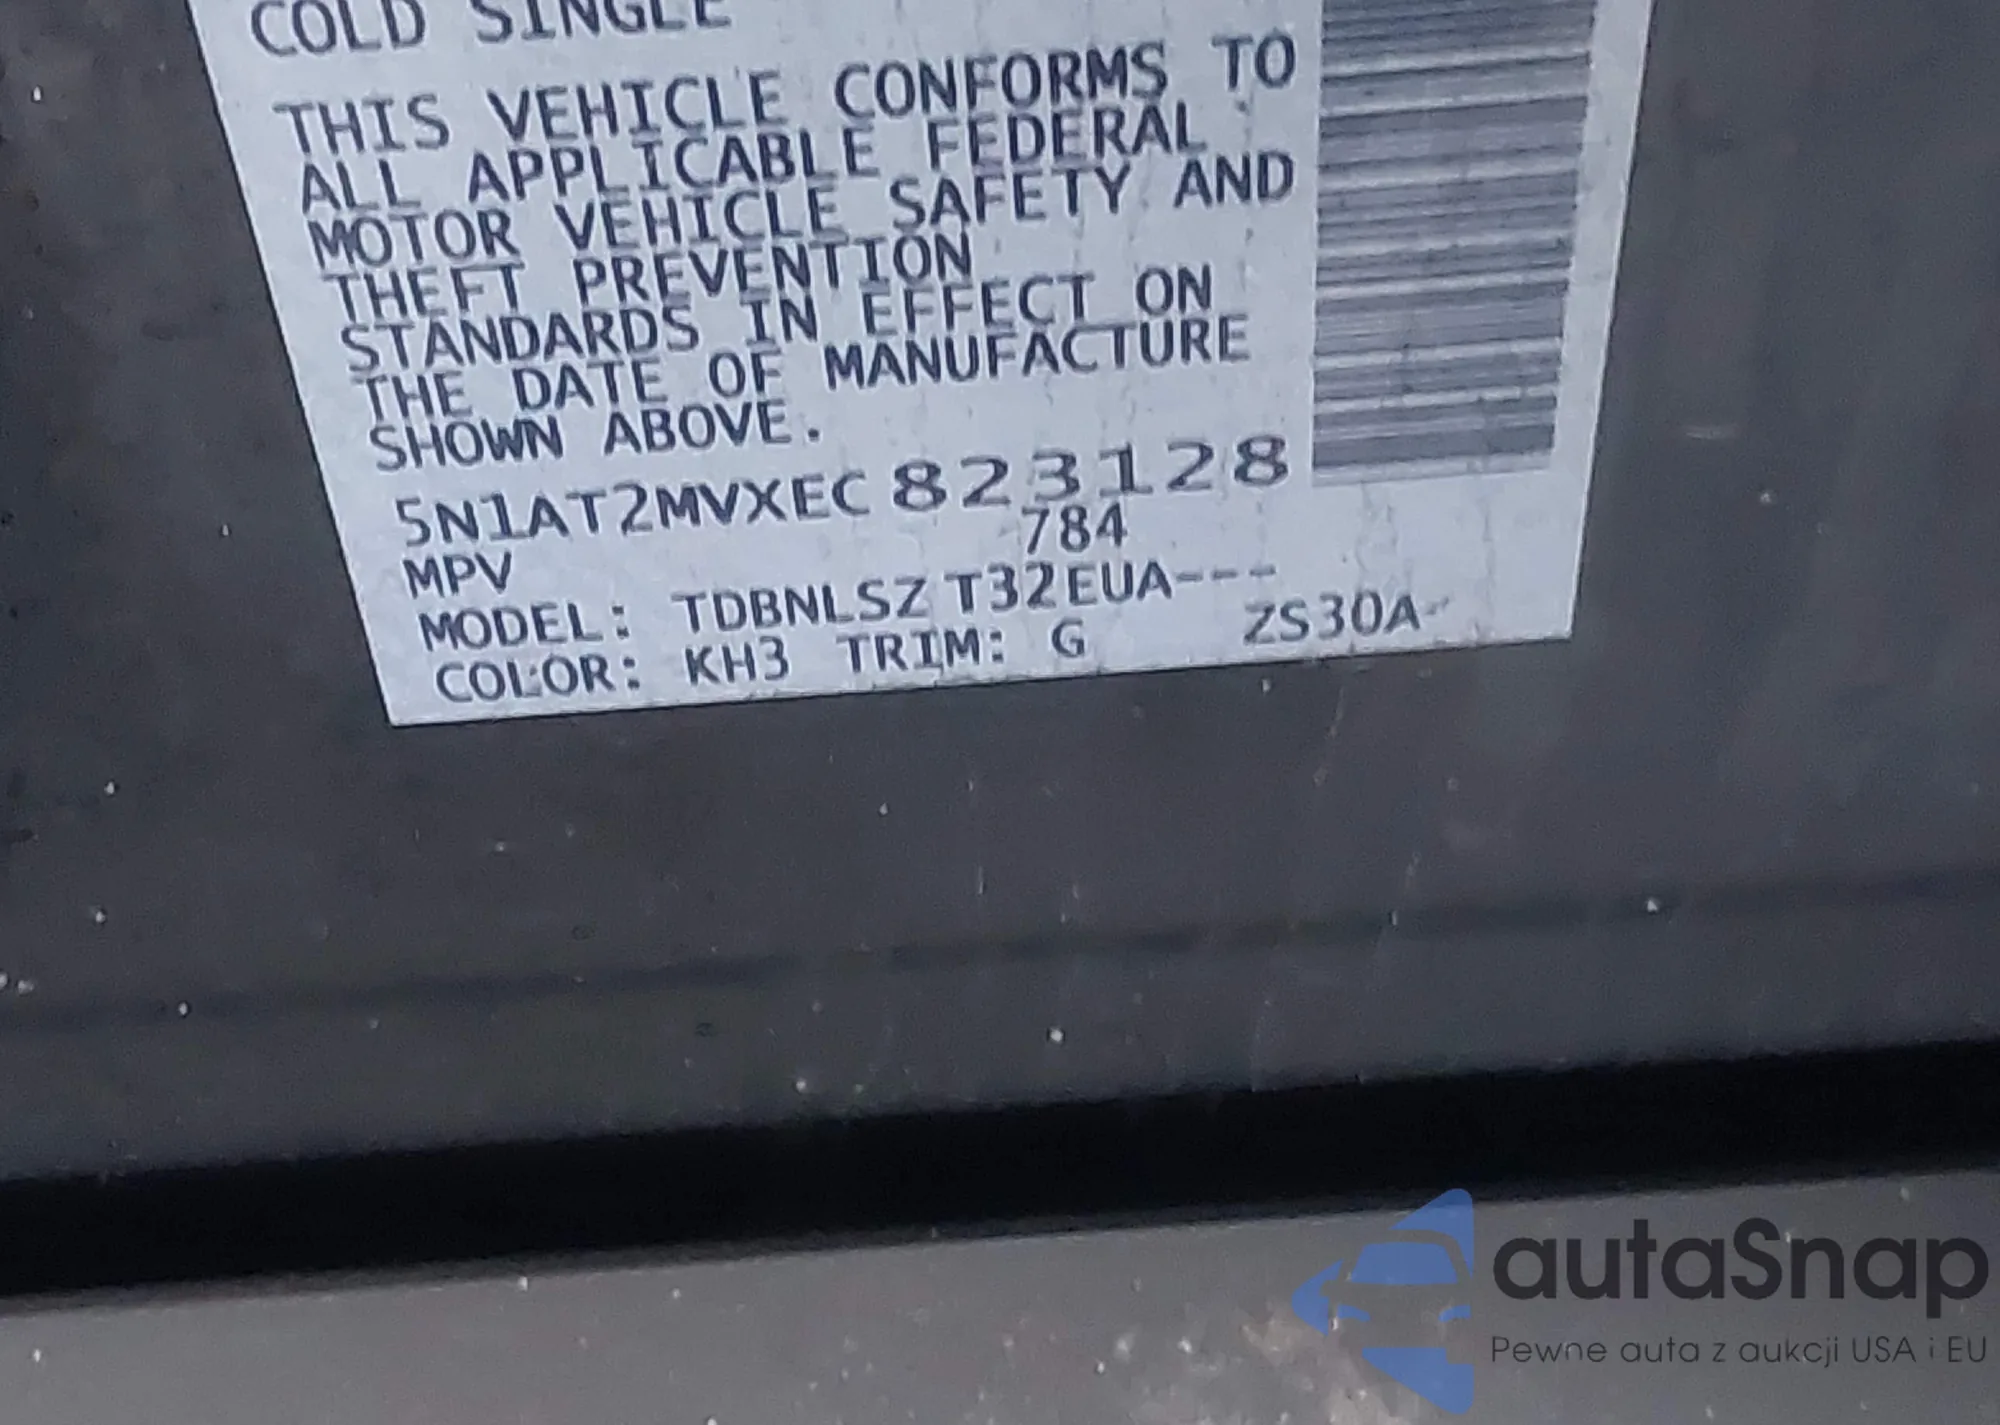 COLD SINGLE
THIS VEHICLE CONFORMS TO
ALL APPLICABLE FEDERAL
MOTOR VEHICLE SAFETY AND
THEFT PREVENTION
STANDARDS IN EFFECT ON
THE DATE OF MANUFACTURE
SHOWN ABOVE.
5N1AT2MVXEC823128
784
MPV
MODEL: TDBNLSZ T32EUA---
COLOR: KH3 TRIM: G ZS30A-
autaSnap
Pewne auta z aukcji USA i EU